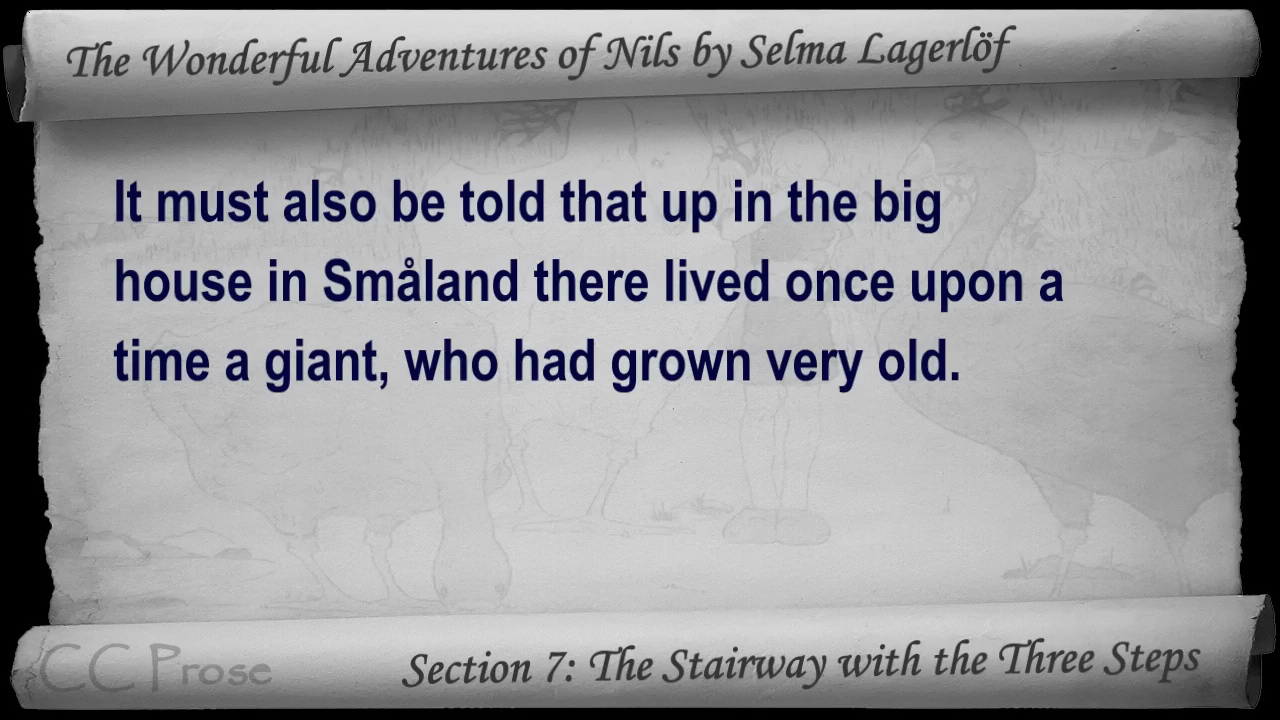 The Wonderful Adventures of Nils by Selma Lagerlöf
It must also be told that up in the big
house in Småland there lived once upon a
time a giant, who had grown very old.
CC Prose
Section 7: The Stairway with the Three Steps